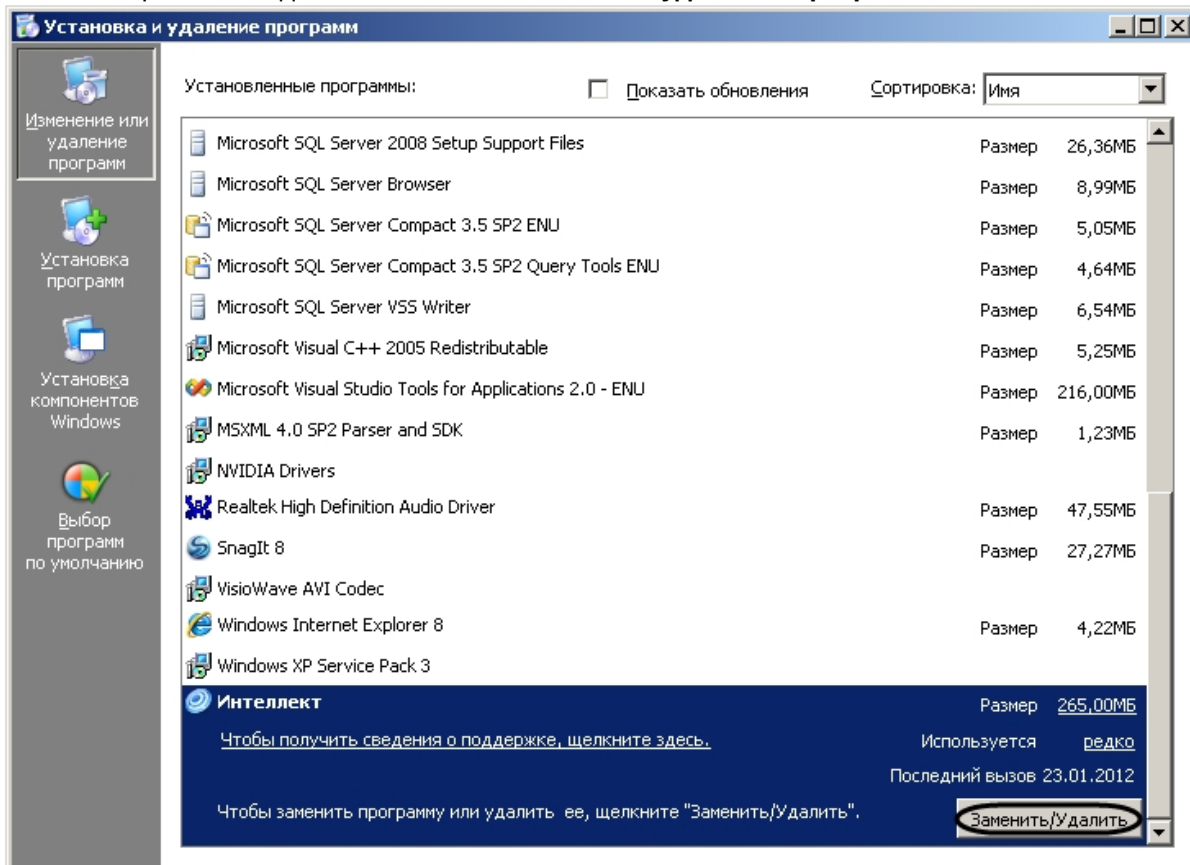 Установка и удаление программ
Изменение или
удаление
программ
Установка
программ
Установка
компонентов
Windows
Выбор
программ
по умолчанию
Установленные программы:
Показать обновления
Сортировка: Имя
Microsoft SQL Server 2008 Setup Support Files Размер 26,36МБ
Microsoft SQL Server Browser Размер 8,99МБ
Microsoft SQL Server Compact 3.5 SP2 ENU Размер 5,05МБ
Microsoft SQL Server Compact 3.5 SP2 Query Tools ENU Размер 4,64МБ
Microsoft SQL Server VSS Writer Размер 6,54МБ
Microsoft Visual C++ 2005 Redistributable Размер 5,25МБ
Microsoft Visual Studio Tools for Applications 2.0 - ENU Размер 216,00МБ
MSXML 4.0 SP2 Parser and SDK Размер 1,23МБ
NVIDIA Drivers
Realtek High Definition Audio Driver Размер 47,55МБ
SnagIt 8 Размер 27,27МБ
VisioWave AVI Codec
Windows Internet Explorer 8 Размер 4,22МБ
Windows XP Service Pack 3
Интеллект Размер 265,00МБ
Чтобы получить сведения о поддержке, щелкните здесь. Используется редко
Последний вызов 23.01.2012
Чтобы заменить программу или удалить ее, щелкните "Заменить/Удалить". Заменить/Удалить